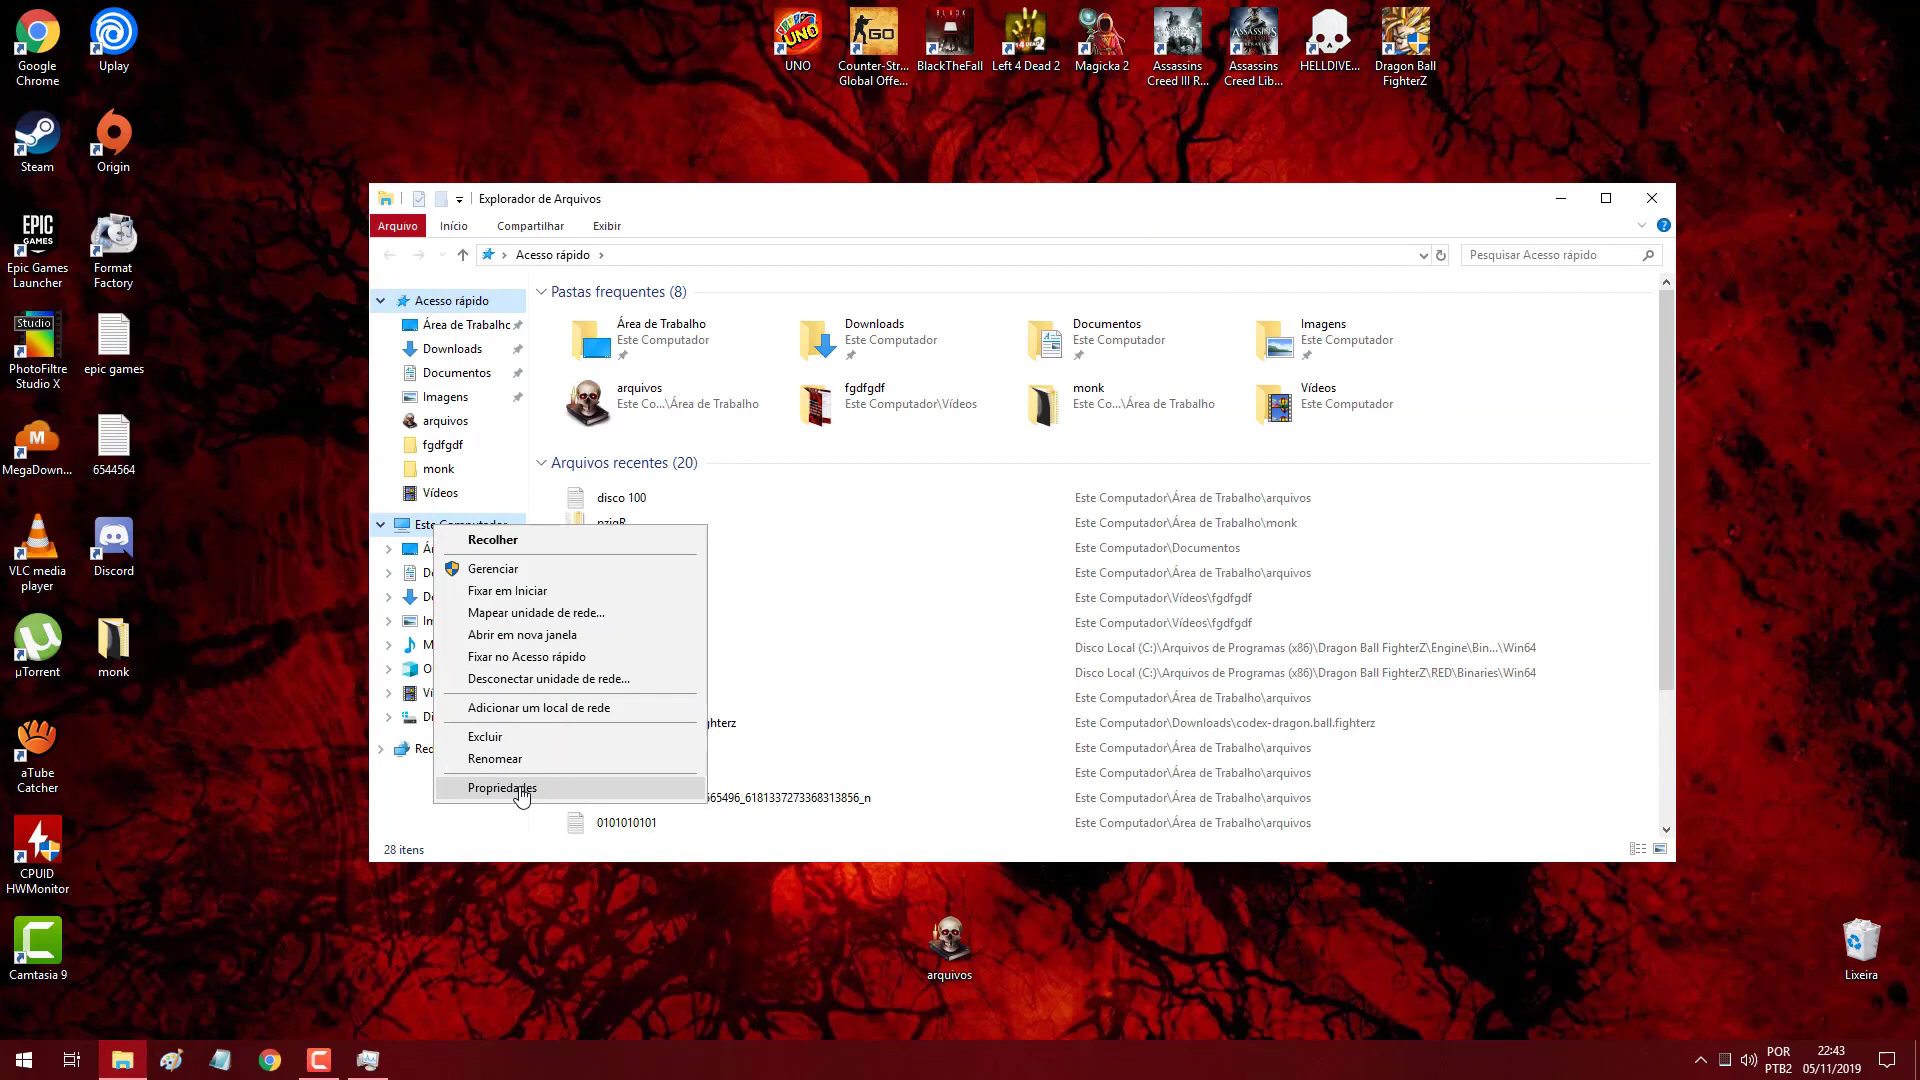 Google
Chrome
Uplay
Steam
Origin
EPIC
GAMES
Epic Games
Launcher
Format
Factory
Studio
PhotoFiltre
Studio X
epic games
MegaDown...
6544564
VLC media
player
Discord
µTorrent
monk
aTube
Catcher
CPUID
HWMonitor
Camtasia 9
UNO
UNO
GO
Counter-Str...
Global Offe...
BLACK
BlackTheFall
Left 4 Dead 2
Magicka 2
Assassins
Creed III R...
Assassins
Creed Lib...
HELLDIVE...
Dragon Ball
FighterZ
Explorador de Arquivos
Arquivo
Início
Compartilhar
Exibir
Acesso rápido
Pesquisar Acesso rápido
Acesso rápido
Área de Trabalho
Downloads
Documentos
Imagens
arquivos
fgdfgdf
monk
Vídeos
Este Computador
Red
Pastas frequentes (8)
Área de Trabalho
Este Computador
Downloads
Este Computador
Documentos
Este Computador
Imagens
Este Computador
arquivos
Este Co...\Área de Trabalho
fgdfgdf
Este Computador\Vídeos
monk
Este Co...\Área de Trabalho
Vídeos
Este Computador
Arquivos recentes (20)
disco 100 Este Computador\Área de Trabalho\arquivos
Este Computador\Área de Trabalho\monk
Este Computador\Documentos
Este Computador\Área de Trabalho\arquivos
Este Computador\Vídeos\fgdfgdf
Este Computador\Vídeos\fgdfgdf
Disco Local (C:)\Arquivos de Programas (x86)\Dragon Ball FighterZ\Engine\Bin...\Win64
Disco Local (C:)\Arquivos de Programas (x86)\Dragon Ball FighterZ\RED\Binaries\Win64
Este Computador\Área de Trabalho\arquivos
ghterz Este Computador\Downloads\codex-dragon.ball.fighterz
Este Computador\Área de Trabalho\arquivos
Este Computador\Área de Trabalho\arquivos
565496_6181337273368313856_n Este Computador\Área de Trabalho\arquivos
0101010101 Este Computador\Área de Trabalho\arquivos
Recolher
Gerenciar
Fixar em Iniciar
Mapear unidade de rede...
Abrir em nova janela
Fixar no Acesso rápido
Desconectar unidade de rede...
Adicionar um local de rede
Excluir
Renomear
Propriedades
28 itens
arquivos
Lixeira
POR
PTB2
22:43
05/11/2019